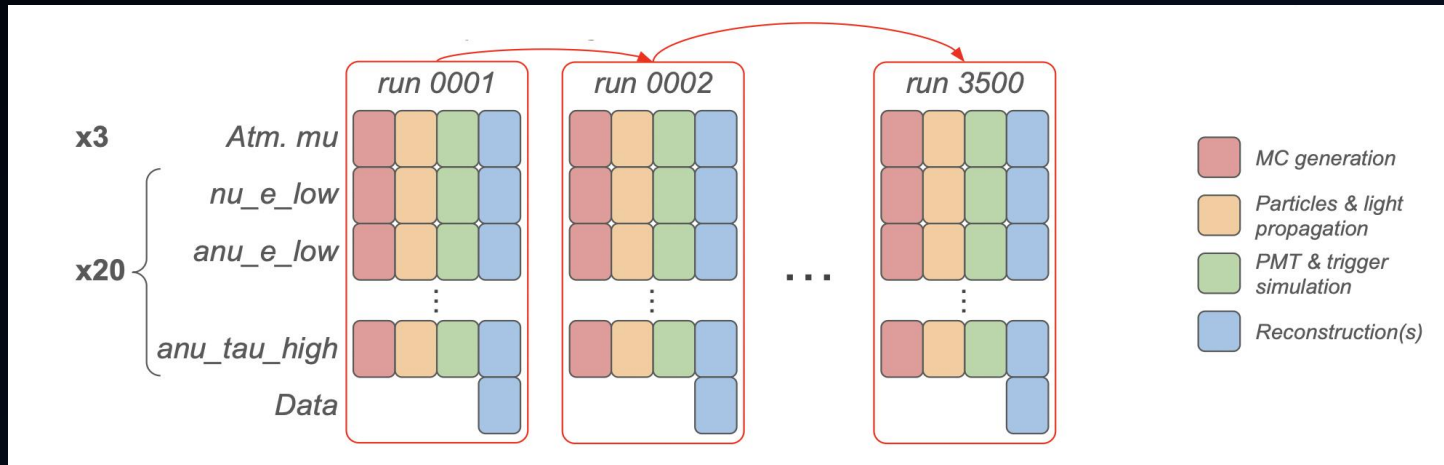 run 0001
run 0002
run 3500
x3
Atm. mu
nu_e_low
anu_e_low
x20
...
anu_tau_high
Data
MC generation
Particles & light
propagation
PMT & trigger
simulation
Reconstruction(s)